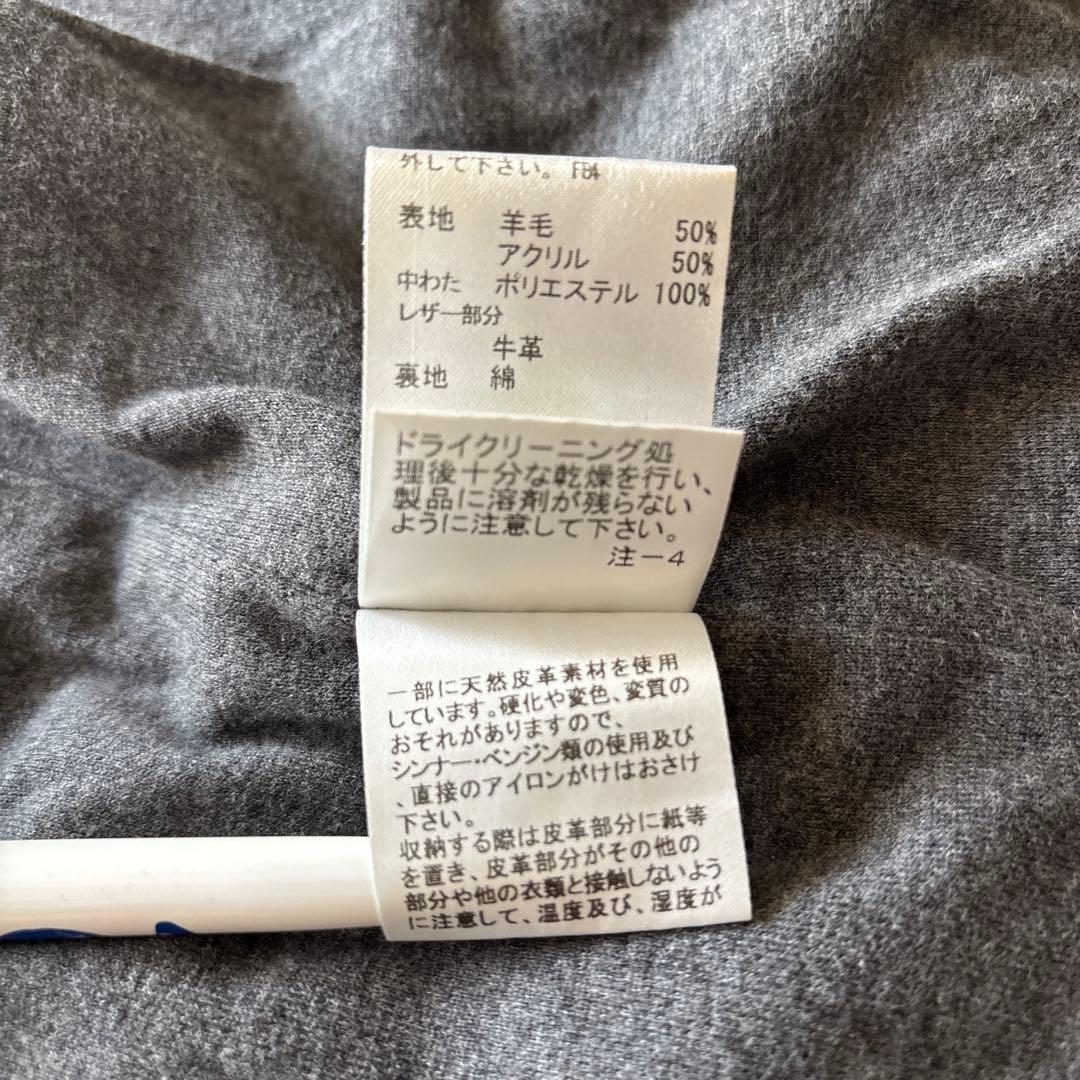 外して下さい。 FB4
表地 羊毛 50%
アクリル 50%
中わた ポリエステル 100%
レザー部分
牛革
裏地 綿
ドライクリーニング処
理後十分な乾燥を行い、
製品に溶剤が残らない
ように注意して下さい。
注ー4
一部に天然皮革素材を使用
しています。硬化や変色、変質の
おそれがありますので、
シンナー・ベンジン類の使用及び
、直接のアイロンがけはおさけ
下さい。
収納する際は皮革部分に紙等
を置き、皮革部分がその他の
部分や他の衣類と接触しないよう
に注意して、温度及び、湿度が